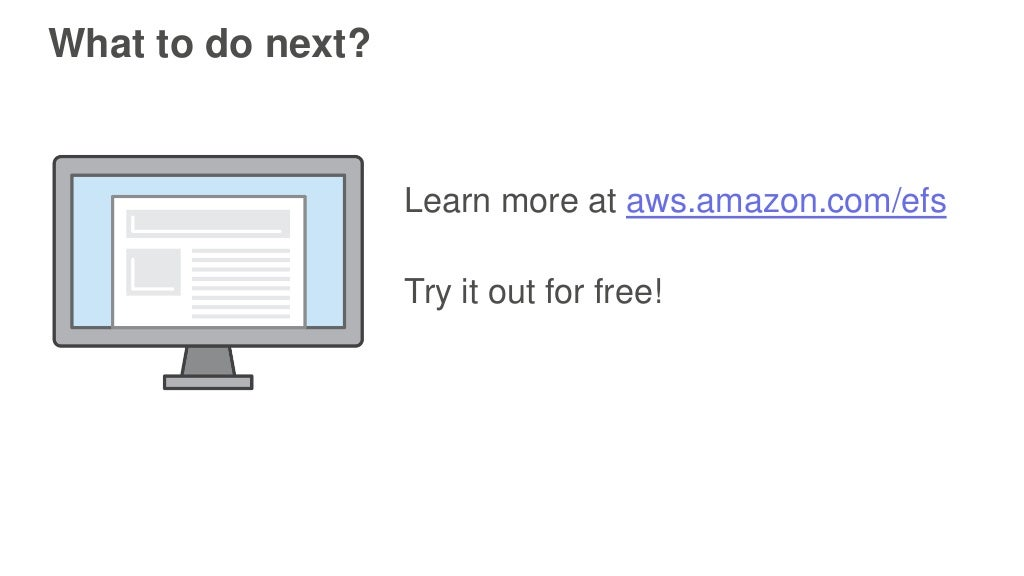 What to do next?
Learn more at aws.amazon.com/efs
Try it out for free!